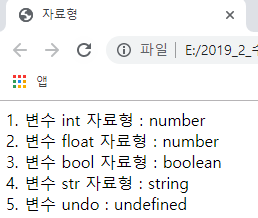 자료형
파일 E:/2019_2_
앱
1. 변수 int 자료형 : number
2. 변수 float 자료형 : number
3. 변수 bool 자료형 : boolean
4. 변수 str 자료형 : string
5. 변수 undo : undefined